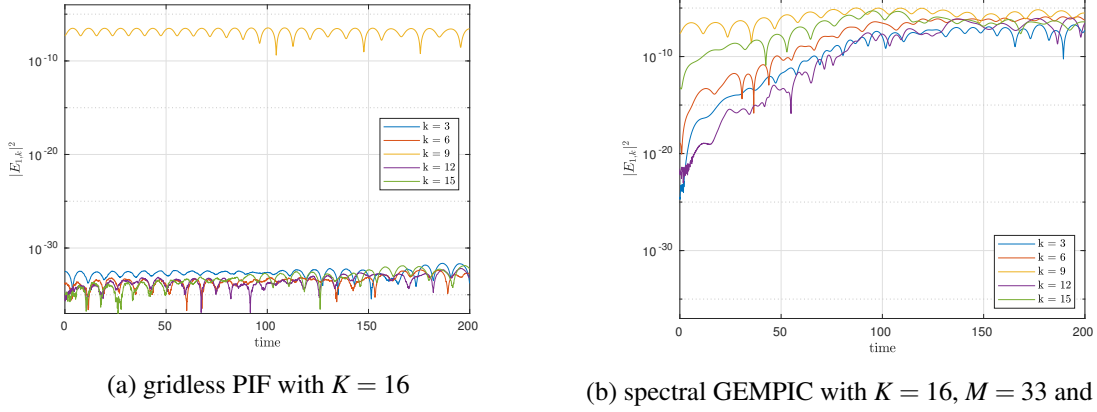 10^-10
10^-20
10^-30
|E_{1,k}|^2
k = 3
k = 6
k = 9
k = 12
k = 15
0 50 100 150 200
time
(a) gridless PIF with K = 16
10^-10
10^-20
10^-30
|E_{1,k}|^2
k = 3
k = 6
k = 9
k = 12
k = 15
0 50 100 150 200
time
(b) spectral GEMPIC with K = 16, M = 33 and